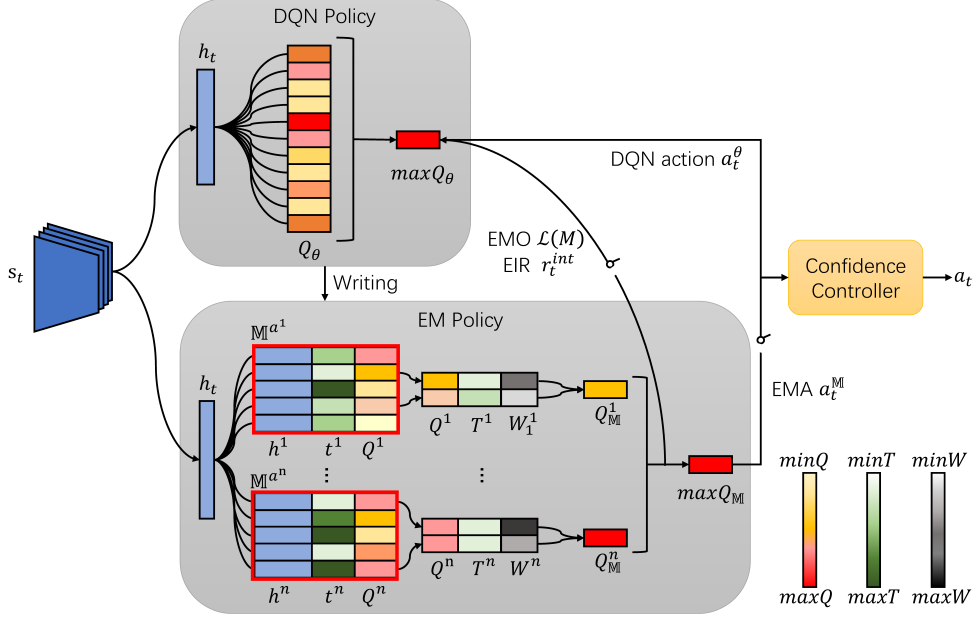 DQN Policy
h_t
Q_θ
maxQ_θ
DQN action a_t^θ
EMO ℒ(M)
EIR r_t^{int}
s_t
Confidence
Controller
a_t
Writing
EM Policy
h_t
𝕄^{a^1}
h^1 t^1 Q^1
Q^1 T^1 W_1^1
Q_𝕄^1
EMA a_t^𝕄
⋮ ⋮
𝕄^{a^n}
maxQ_𝕄
h^n t^n Q^n
Q^n T^n W^n
Q_𝕄^n
minQ minT minW
maxQ maxT maxW